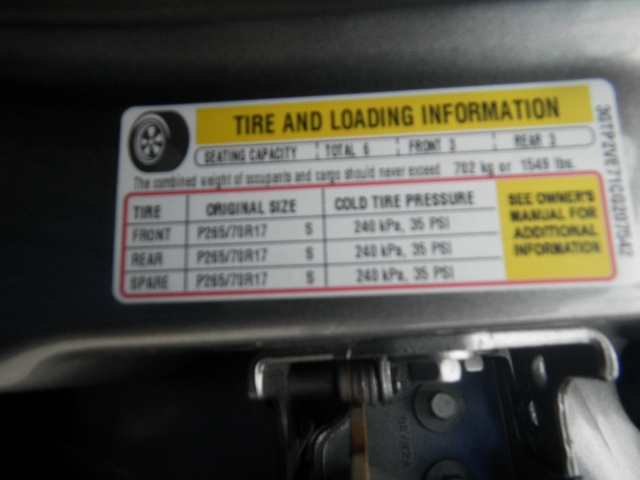 TIRE AND LOADING INFORMATION
SEATING CAPACITY TOTAL 6 FRONT 3 REAR 3
The combined weight of occupants and cargo should never exceed 702 kg or 1549 lbs.
TIRE ORIGINAL SIZE COLD TIRE PRESSURE
FRONT P265/70R17 S 240 kPa, 35 PSI
REAR P265/70R17 S 240 kPa, 35 PSI
SPARE P265/70R17 S 240 kPa, 35 PSI
SEE OWNER'S
MANUAL FOR
ADDITIONAL
INFORMATION